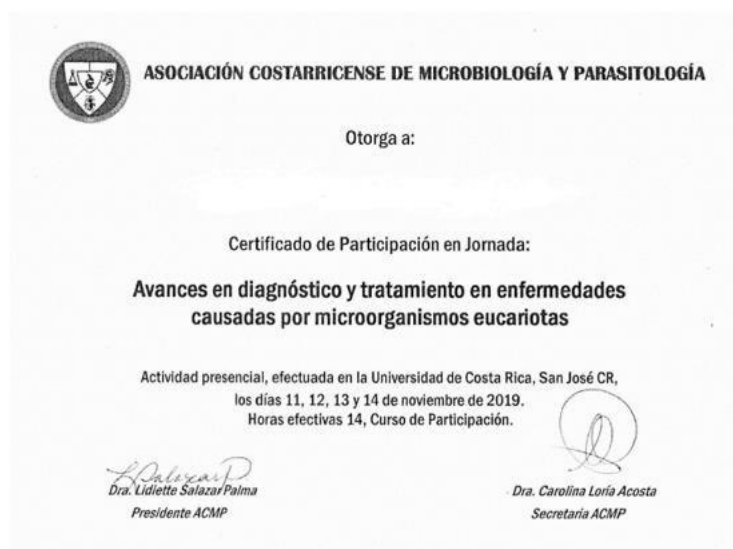 ASOCIACIÓN COSTARRICENSE DE MICROBIOLOGÍA Y PARASITOLOGÍA
Otorga a:
Certificado de Participación en Jornada:
Avances en diagnóstico y tratamiento en enfermedades
causadas por microorganismos eucariotas
Actividad presencial, efectuada en la Universidad de Costa Rica, San José CR,
los días 11, 12, 13 y 14 de noviembre de 2019.
Horas efectivas 14, Curso de Participación.
Dra. Lidiette Salazar Palma
Presidente ACMP
Dra. Carolina Loría Acosta
Secretaria ACMP